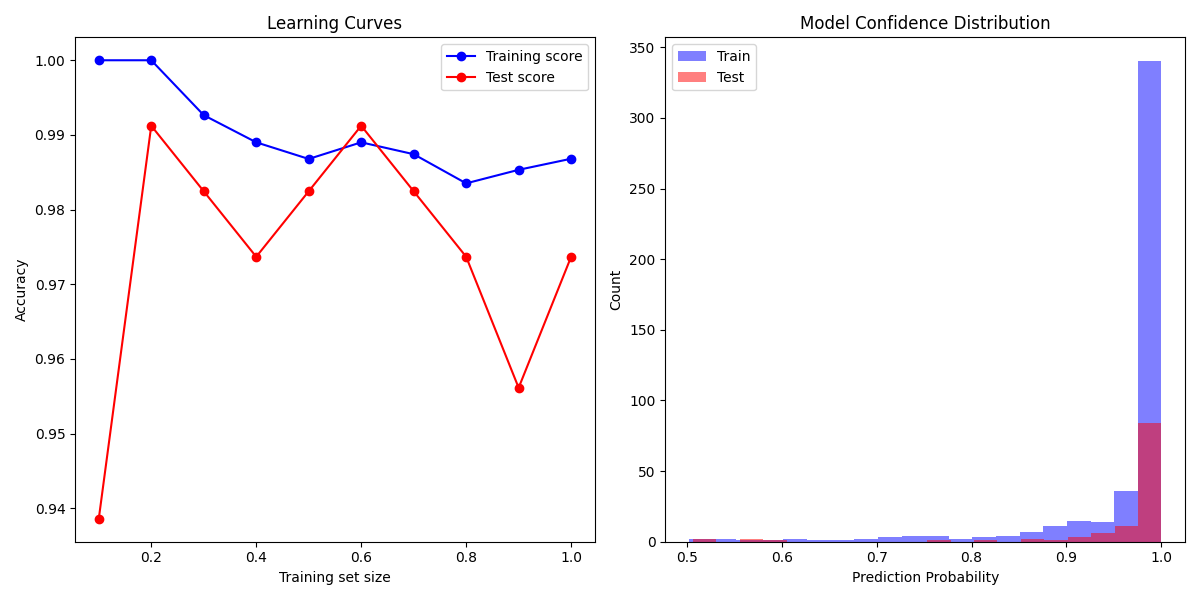 Learning Curves
Training score
Test score
1.00
0.99
0.98
0.97
0.96
0.95
0.94
Accuracy
0.2
0.4
0.6
0.8
1.0
Training set size
Model Confidence Distribution
Train
Test
350
300
250
200
150
100
50
0
Count
0.5
0.6
0.7
0.8
0.9
1.0
Prediction Probability